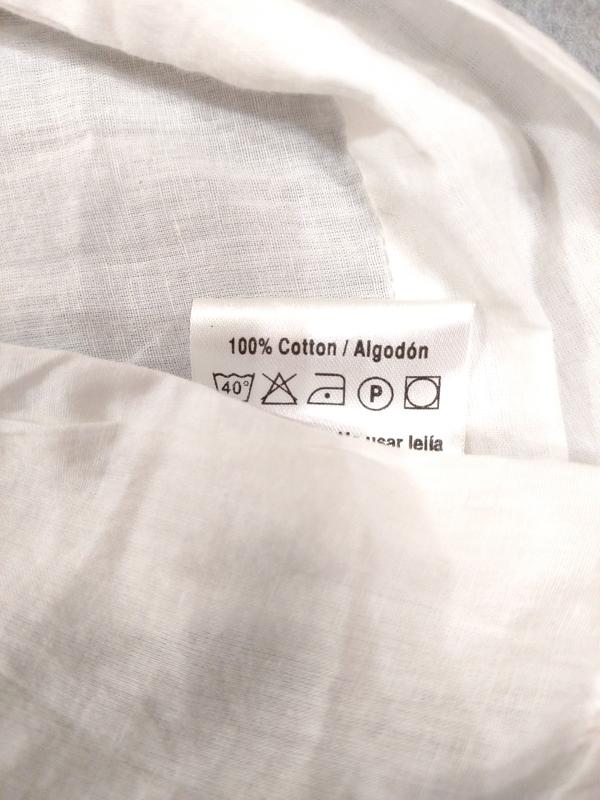 100% Cotton / Algodón
40° P
usar lejía